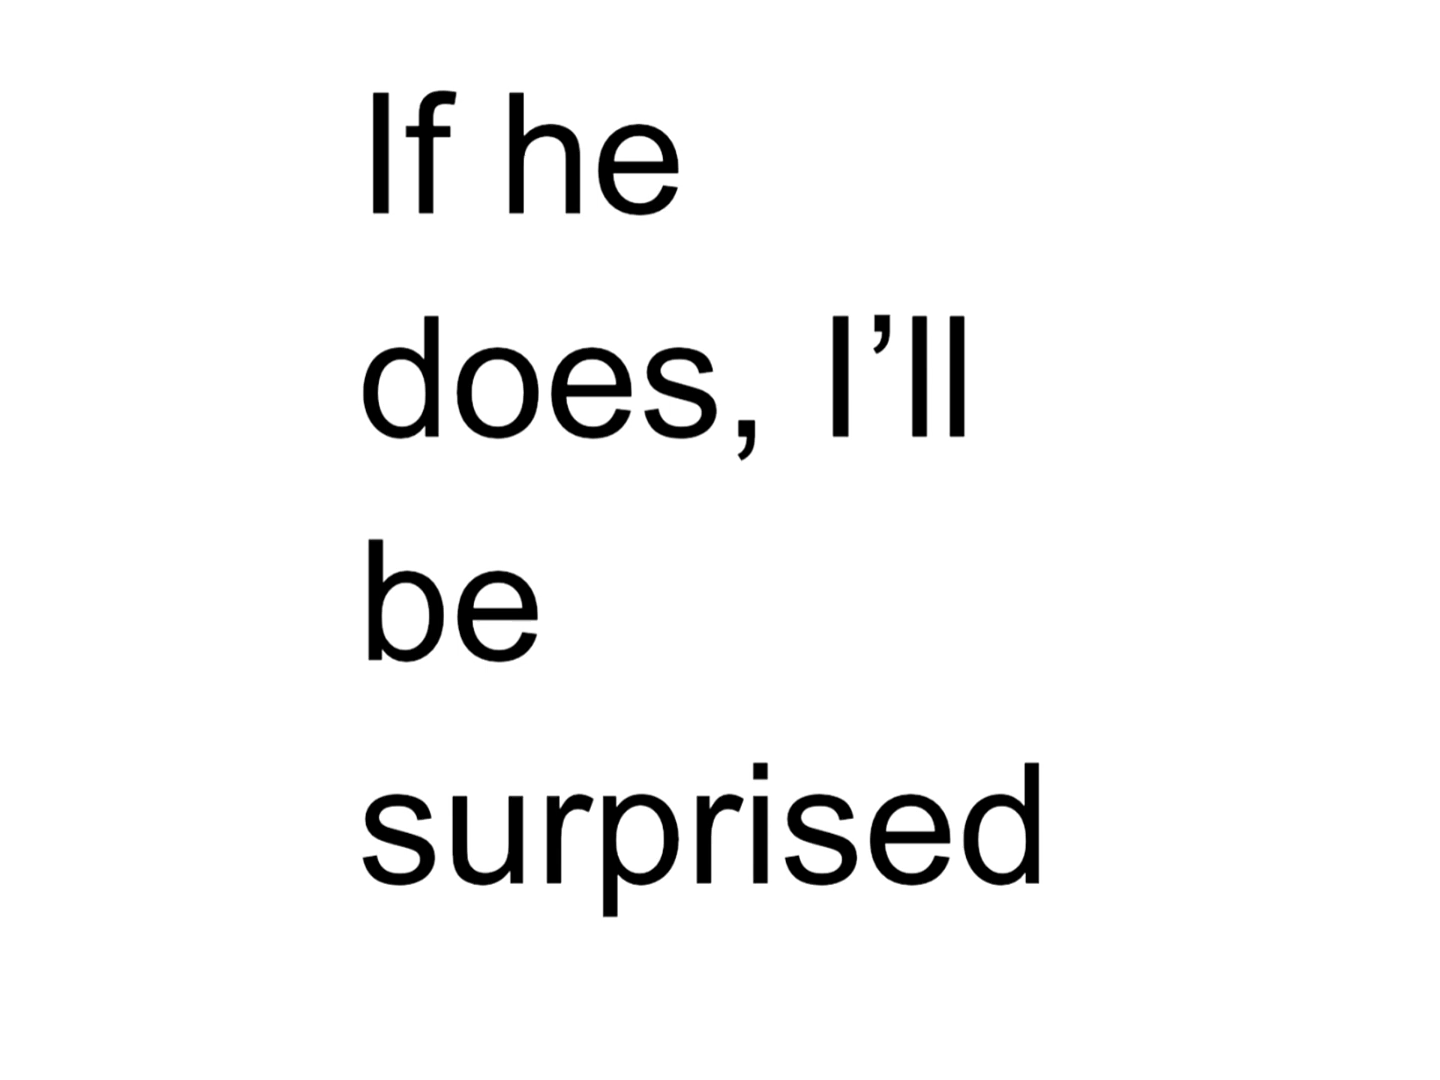 If he
does, I’ll
be
surprised